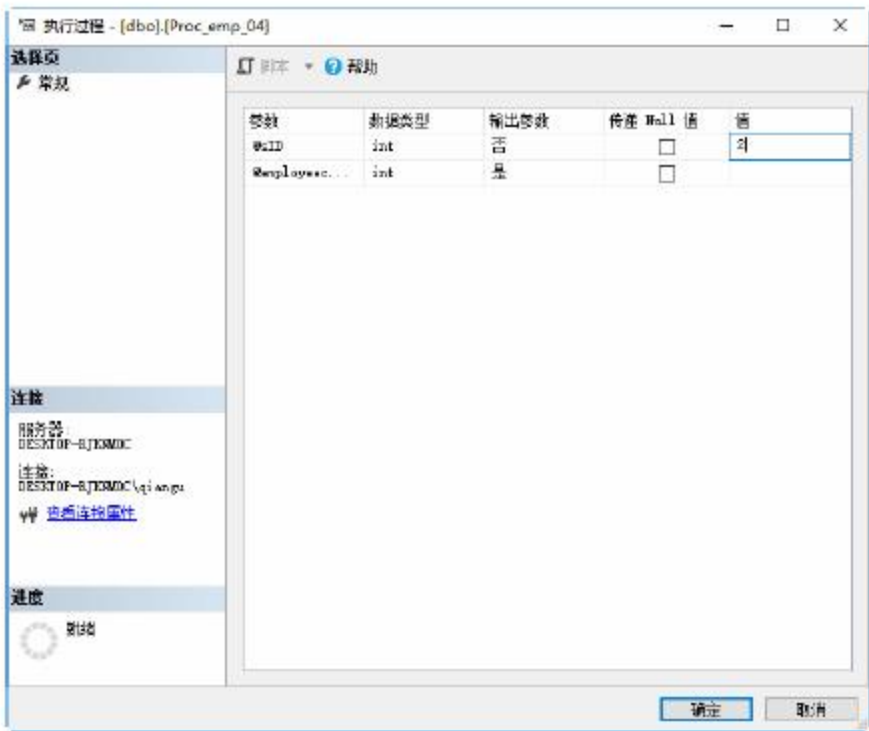 执行过程 - [dbo].[Proc_emp_04]
选择页
常规
脚本
帮助
参数 数据类型 输出参数 传递 Null 值 值
@sID int 否 2
@employeec... int 是
连接
服务器:
连接:
查看连接属性
进度
就绪
确定
取消